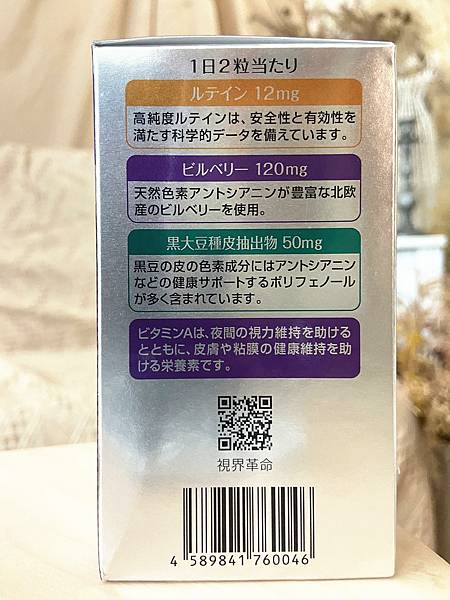 1日2粒当たり
ルテイン 12mg
高純度ルテインは、安全性と有効性を
満たす科学的データを備えています。
ビルベリー 120mg
天然色素アントシアニンが豊富な北欧
産のビルベリーを使用。
黒大豆種皮抽出物 50mg
黒豆の皮の色素成分にはアントシアニン
などの健康サポートするポリフェノール
が多く含まれています。
ビタミンAは、夜間の視力維持を助ける
とともに、皮膚や粘膜の健康維持を助
ける栄養素です。
視界革命
4 589841 760046